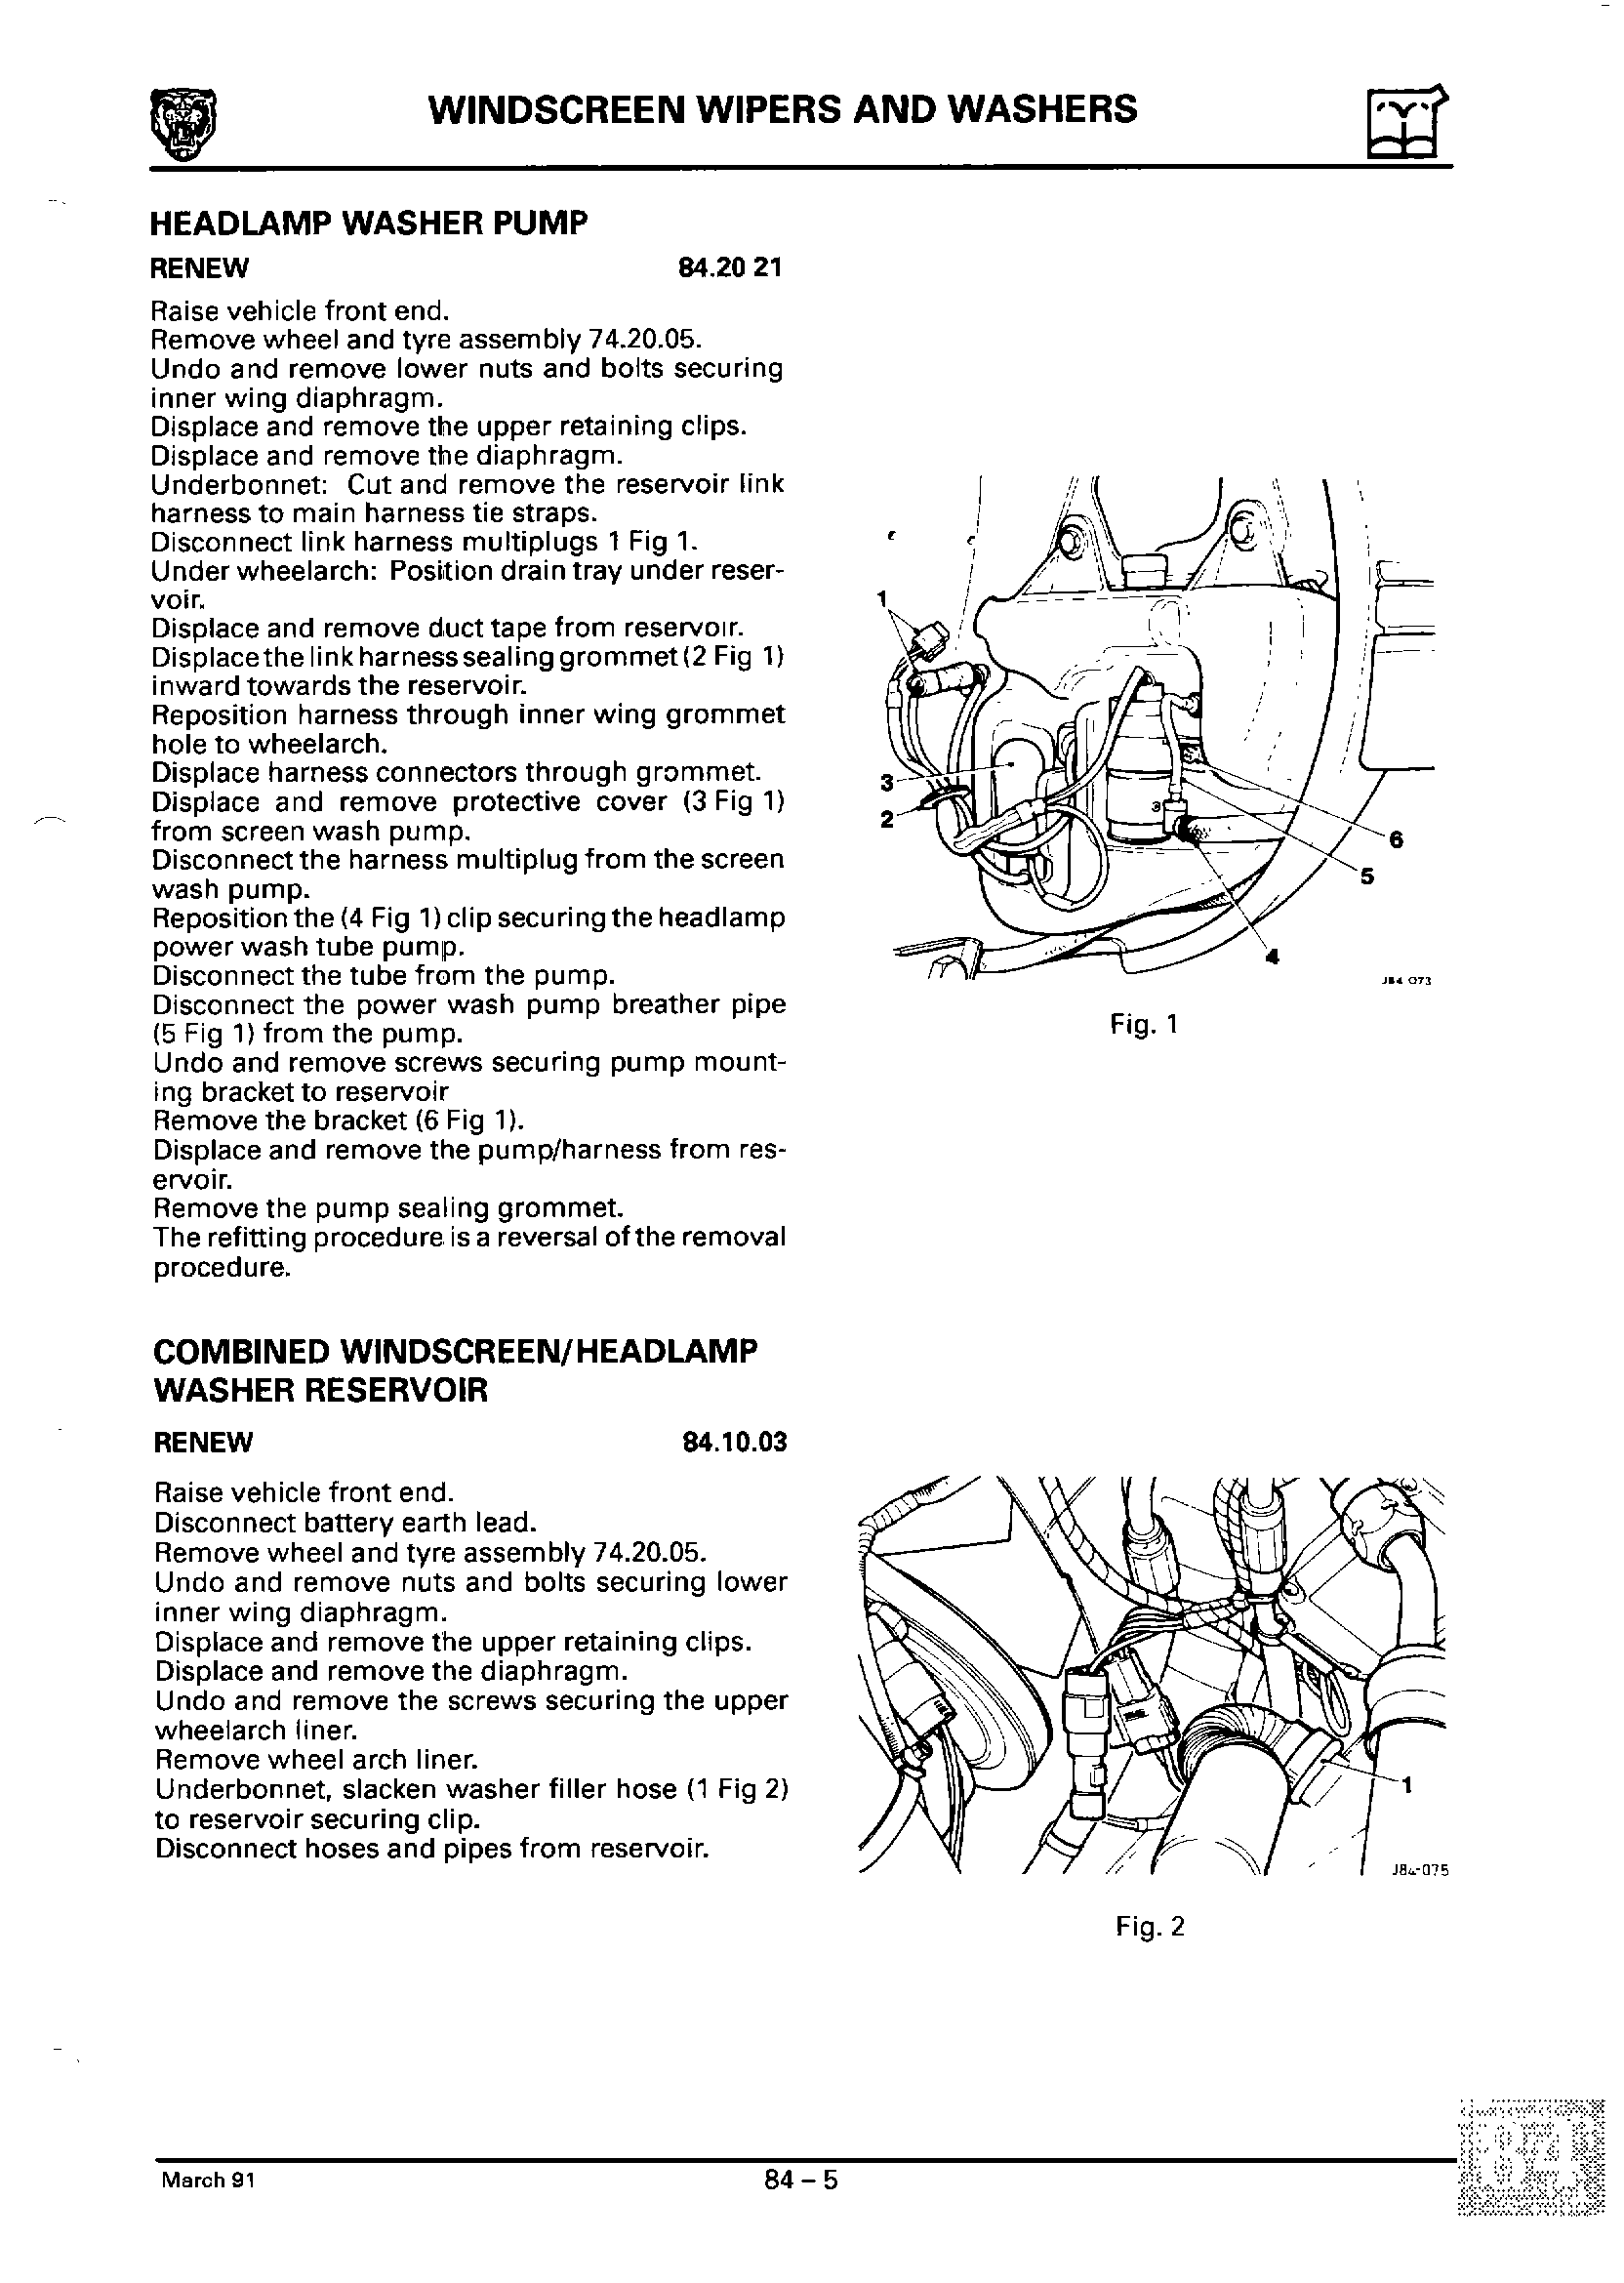 WINDSCREEN WIPERS AND WASHERS
HEADLAMP WASHER PUMP
RENEW 84.20 21
Raise vehicle front end.
Remove wheel and tyre assembly 74.20.05.
Undo and remove lower nuts and bolts securing
inner wing diaphragm.
Displace and remove the upper retaining clips.
Displace and remove the diaphragm.
Underbonnet: Cut and remove the reservoir link
harness to main harness tie straps.
Disconnect link harness multiplugs 1 Fig 1.
Under wheelarch: Position drain tray under reser-
voir.
Displace and remove duct tape from reservoir.
Displace the link harness sealing grommet (2 Fig 1)
inward towards the reservoir.
Reposition harness through inner wing grommet
hole to wheelarch.
Displace harness connectors through grommet.
Displace and remove protective cover (3 Fig 1)
from screen wash pump.
Disconnect the harness multiplug from the screen
wash pump.
Reposition the (4 Fig 1) clip securing the headlamp
power wash tube pump.
Disconnect the tube from the pump.
Disconnect the power wash pump breather pipe
(5 Fig 1) from the pump.
Undo and remove screws securing pump mount-
ing bracket to reservoir
Remove the bracket (6 Fig 1).
Displace and remove the pump/harness from res-
ervoir.
Remove the pump sealing grommet.
The refitting procedure is a reversal of the removal
procedure.
1
3
2
6
5
4
J84 073
Fig. 1
COMBINED WINDSCREEN/HEADLAMP
WASHER RESERVOIR
RENEW 84.10.03
Raise vehicle front end.
Disconnect battery earth lead.
Remove wheel and tyre assembly 74.20.05.
Undo and remove nuts and bolts securing lower
inner wing diaphragm.
Displace and remove the upper retaining clips.
Displace and remove the diaphragm.
Undo and remove the screws securing the upper
wheelarch liner.
Remove wheel arch liner.
Underbonnet, slacken washer filler hose (1 Fig 2)
to reservoir securing clip.
Disconnect hoses and pipes from reservoir.
1
J84-075
Fig. 2
84
March 91
84 – 5